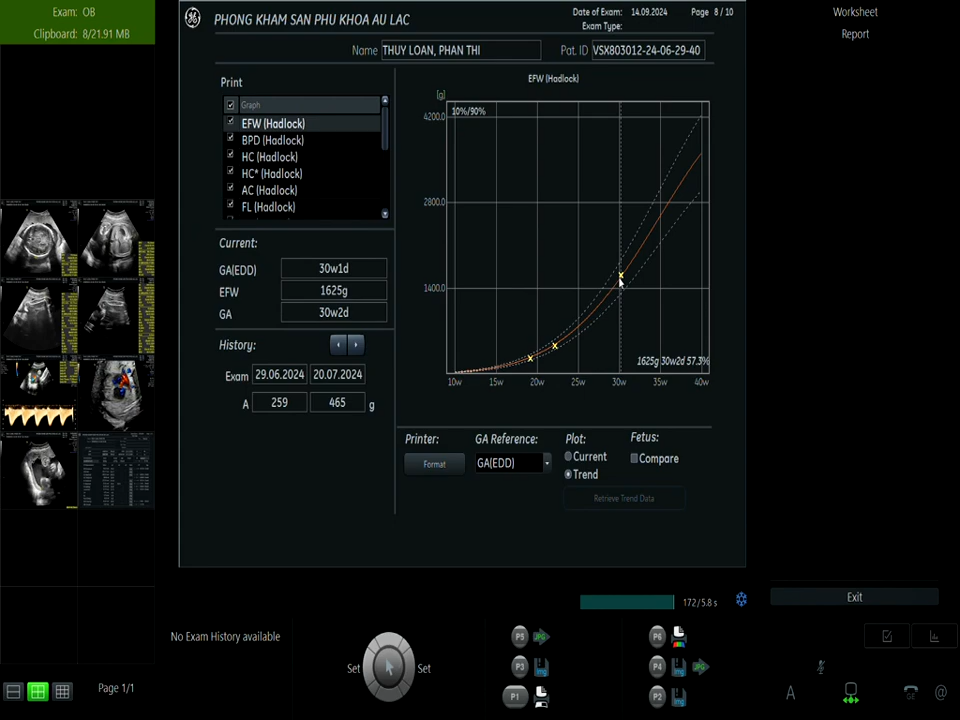 Exam: OB
Clipboard: 8/21.91 MB
PHONG KHAM SAN PHU KHOA AU LAC
Date of Exam: 14.09.2024 Page 8 / 10
Exam Type:
Name THUY LOAN, PHAN THI Pat. ID VSX803012-24-06-29-40
Worksheet
Report
Print
Graph
EFW (Hadlock)
BPD (Hadlock)
HC (Hadlock)
HC* (Hadlock)
AC (Hadlock)
FL (Hadlock)
Current:
GA(EDD) 30w1d
EFW 1625g
GA 30w2d
History:
Exam 29.06.2024 20.07.2024
A 259 465 g
EFW (Hadlock)
[g]
10%/90%
4200.0
2800.0
1400.0
1625g 30w2d 57.3%
10w 15w 20w 25w 30w 35w 40w
Printer: GA Reference: Plot: Fetus:
Format GA(EDD) Current Compare
Trend
Retrieve Trend Data
172/5.8 s
Exit
No Exam History available
Set Set
P5 JPG P6
P3 img P4 img JPG
P1 P2 img
Page 1/1
A GE @